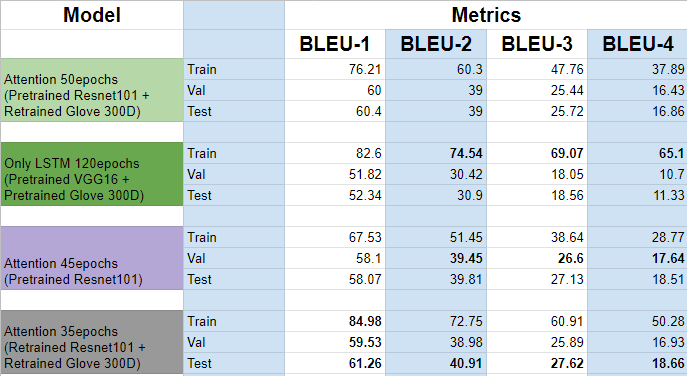 Model Metrics
BLEU-1 BLEU-2 BLEU-3 BLEU-4
Attention 50epochs
(Pretrained Resnet101 +
Retrained Glove 300D)
Train 76.21 60.3 47.76 37.89
Val 60 39 25.44 16.43
Test 60.4 39 25.72 16.86
Only LSTM 120epochs
(Pretrained VGG16 +
Pretrained Glove 300D)
Train 82.6 74.54 69.07 65.1
Val 51.82 30.42 18.05 10.7
Test 52.34 30.9 18.56 11.33
Attention 45epochs
(Pretrained Resnet101)
Train 67.53 51.45 38.64 28.77
Val 58.1 39.45 26.6 17.64
Test 58.07 39.81 27.13 18.51
Attention 35epochs
(Retrained Resnet101 +
Retrained Glove 300D)
Train 84.98 72.75 60.91 50.28
Val 59.53 38.98 25.89 16.93
Test 61.26 40.91 27.62 18.66